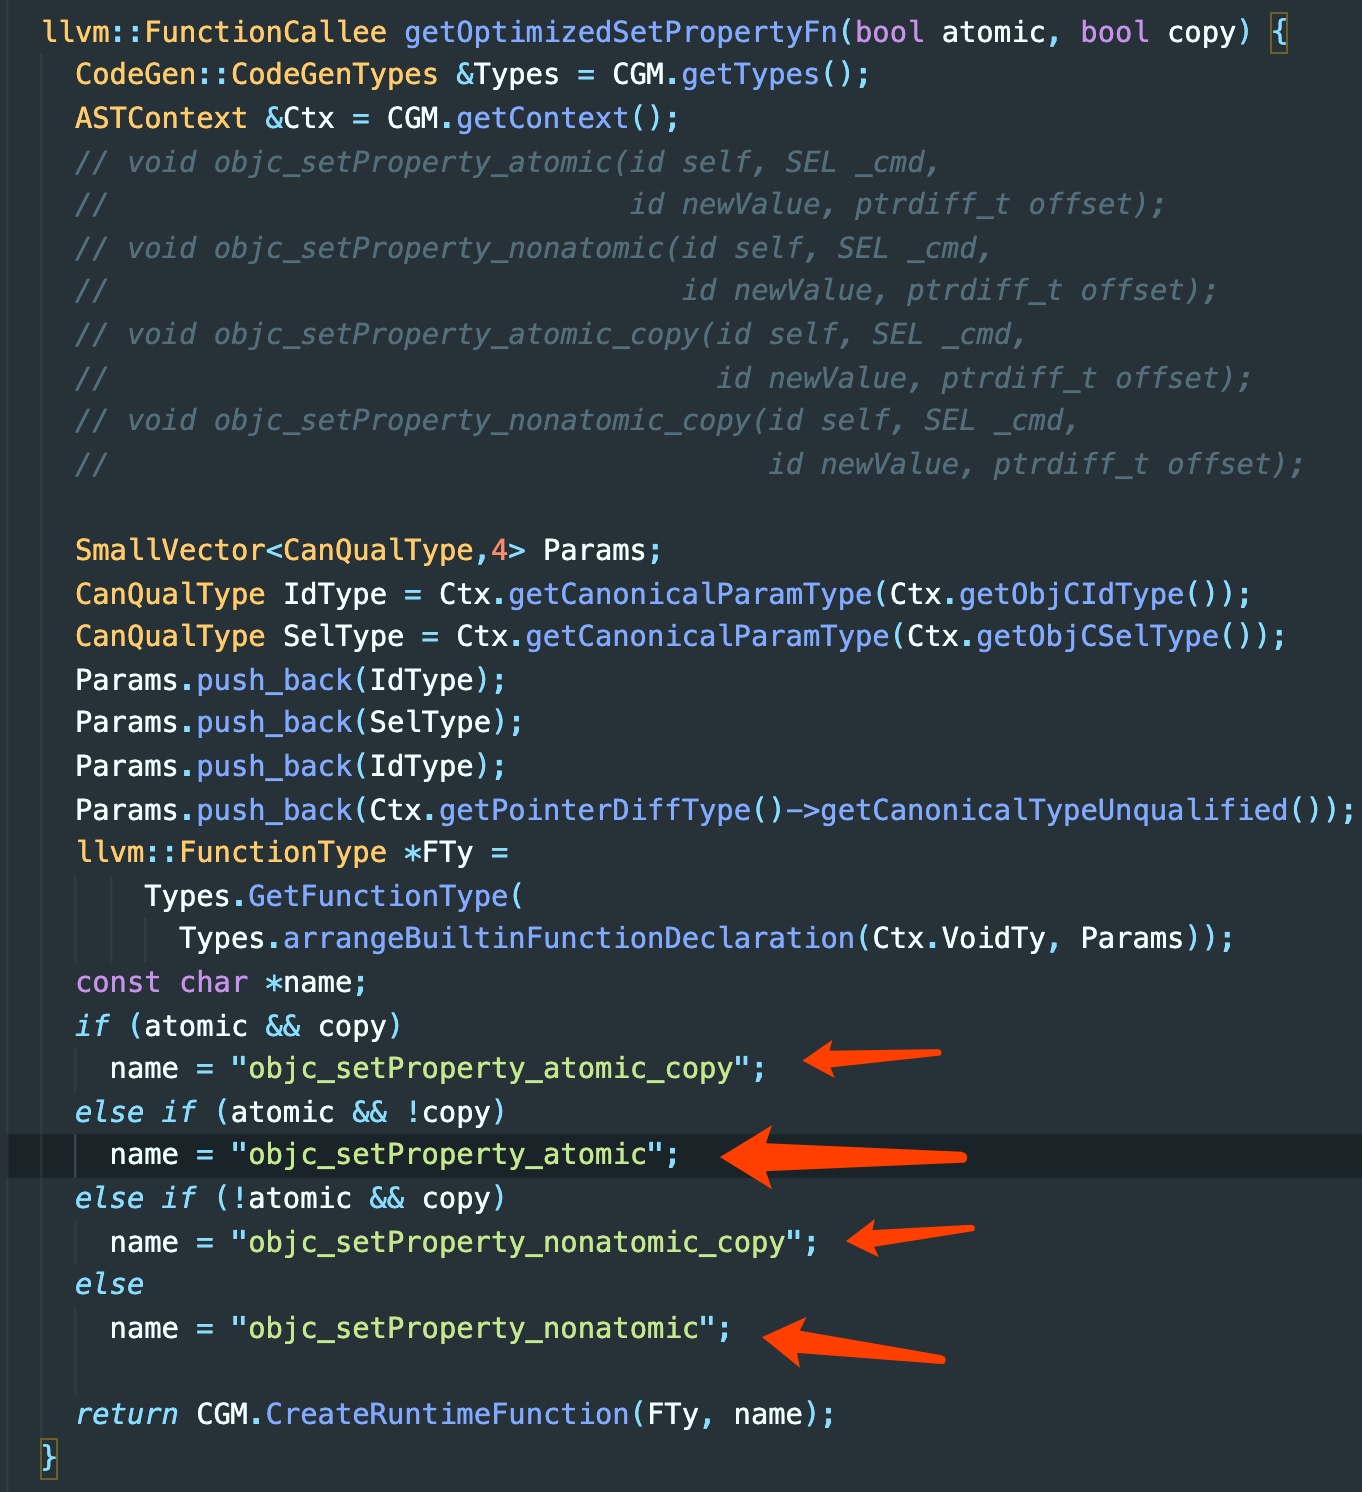 llvm::FunctionCallee getOptimizedSetPropertyFn(bool atomic, bool copy) {
  CodeGen::CodeGenTypes &Types = CGM.getTypes();
  ASTContext &Ctx = CGM.getContext();
  // void objc_setProperty_atomic(id self, SEL _cmd,
  //                              id newValue, ptrdiff_t offset);
  // void objc_setProperty_nonatomic(id self, SEL _cmd,
  //                                 id newValue, ptrdiff_t offset);
  // void objc_setProperty_atomic_copy(id self, SEL _cmd,
  //                                   id newValue, ptrdiff_t offset);
  // void objc_setProperty_nonatomic_copy(id self, SEL _cmd,
  //                                      id newValue, ptrdiff_t offset);

  SmallVector<CanQualType,4> Params;
  CanQualType IdType = Ctx.getCanonicalParamType(Ctx.getObjCIdType());
  CanQualType SelType = Ctx.getCanonicalParamType(Ctx.getObjCSelType());
  Params.push_back(IdType);
  Params.push_back(SelType);
  Params.push_back(IdType);
  Params.push_back(Ctx.getPointerDiffType()->getCanonicalTypeUnqualified());
  llvm::FunctionType *FTy =
      Types.GetFunctionType(
        Types.arrangeBuiltinFunctionDeclaration(Ctx.VoidTy, Params));
  const char *name;
  if (atomic && copy)
    name = "objc_setProperty_atomic_copy";
  else if (atomic && !copy)
    name = "objc_setProperty_atomic";
  else if (!atomic && copy)
    name = "objc_setProperty_nonatomic_copy";
  else
    name = "objc_setProperty_nonatomic";

  return CGM.CreateRuntimeFunction(FTy, name);
}